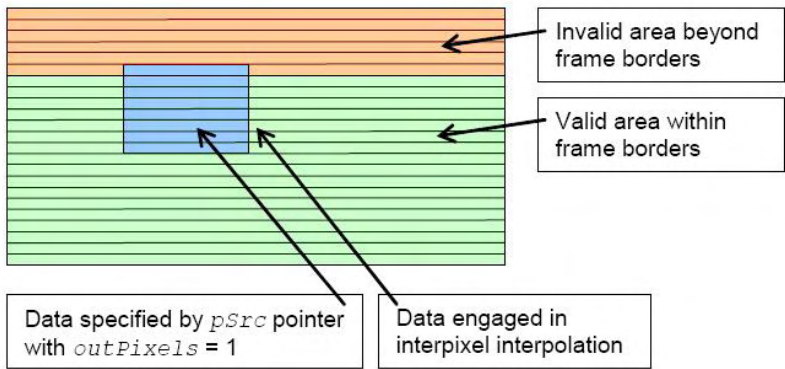 Invalid area beyond
frame borders
Valid area within
frame borders
Data specified by pSrc pointer
with outPixels = 1
Data engaged in
interpixel interpolation